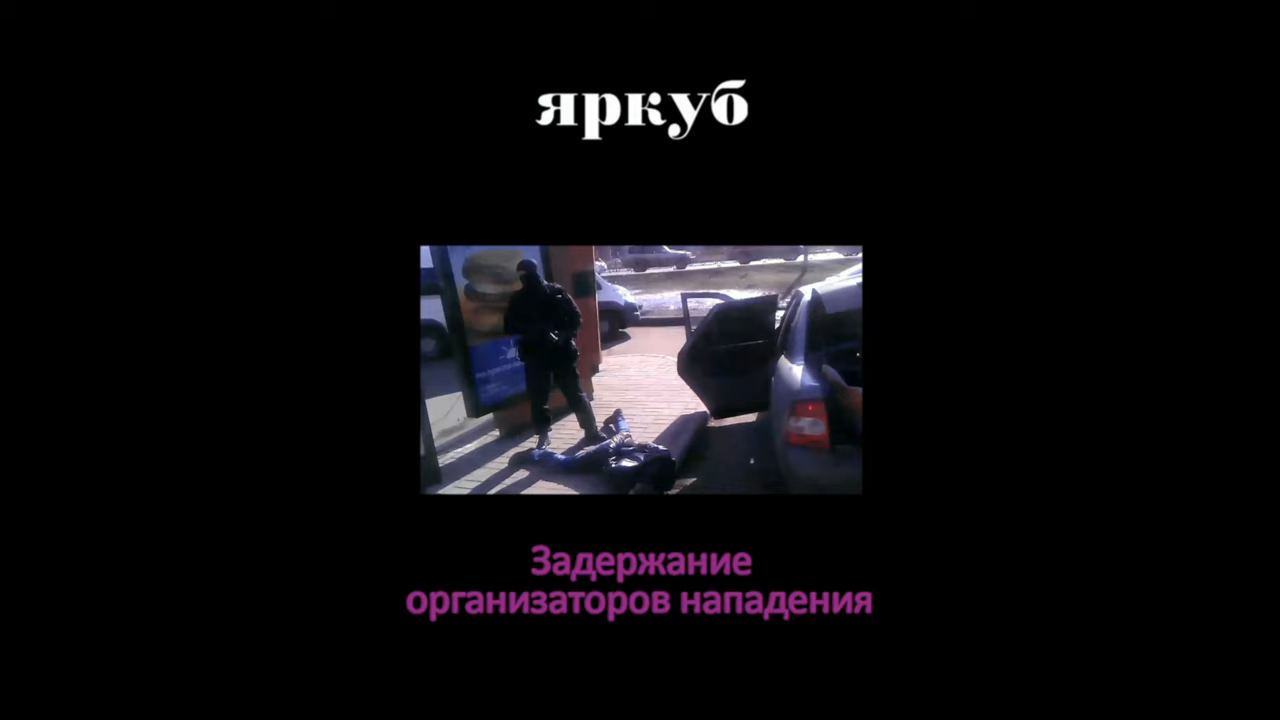 яркуб
Задержание
организаторов нападения